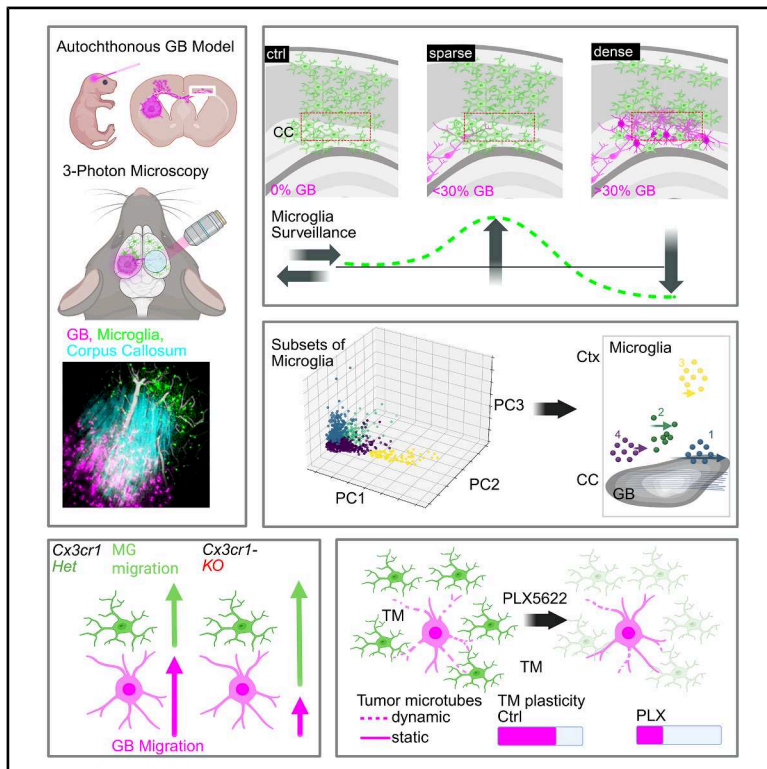 Autochthonous GB Model
3-Photon Microscopy
GB, Microglia,
Corpus Callosum
ctrl
sparse
dense
CC
0% GB
<30% GB
>30% GB
Microglia
Surveillance
Subsets of
Microglia
PC1
PC2
PC3
Ctx
Microglia
3
2
4
1
CC
GB
Cx3cr1
Het
MG
migration
Cx3cr1-
KO
GB Migration
TM
PLX5622
TM
Tumor microtubes
dynamic
static
TM plasticity
Ctrl
PLX